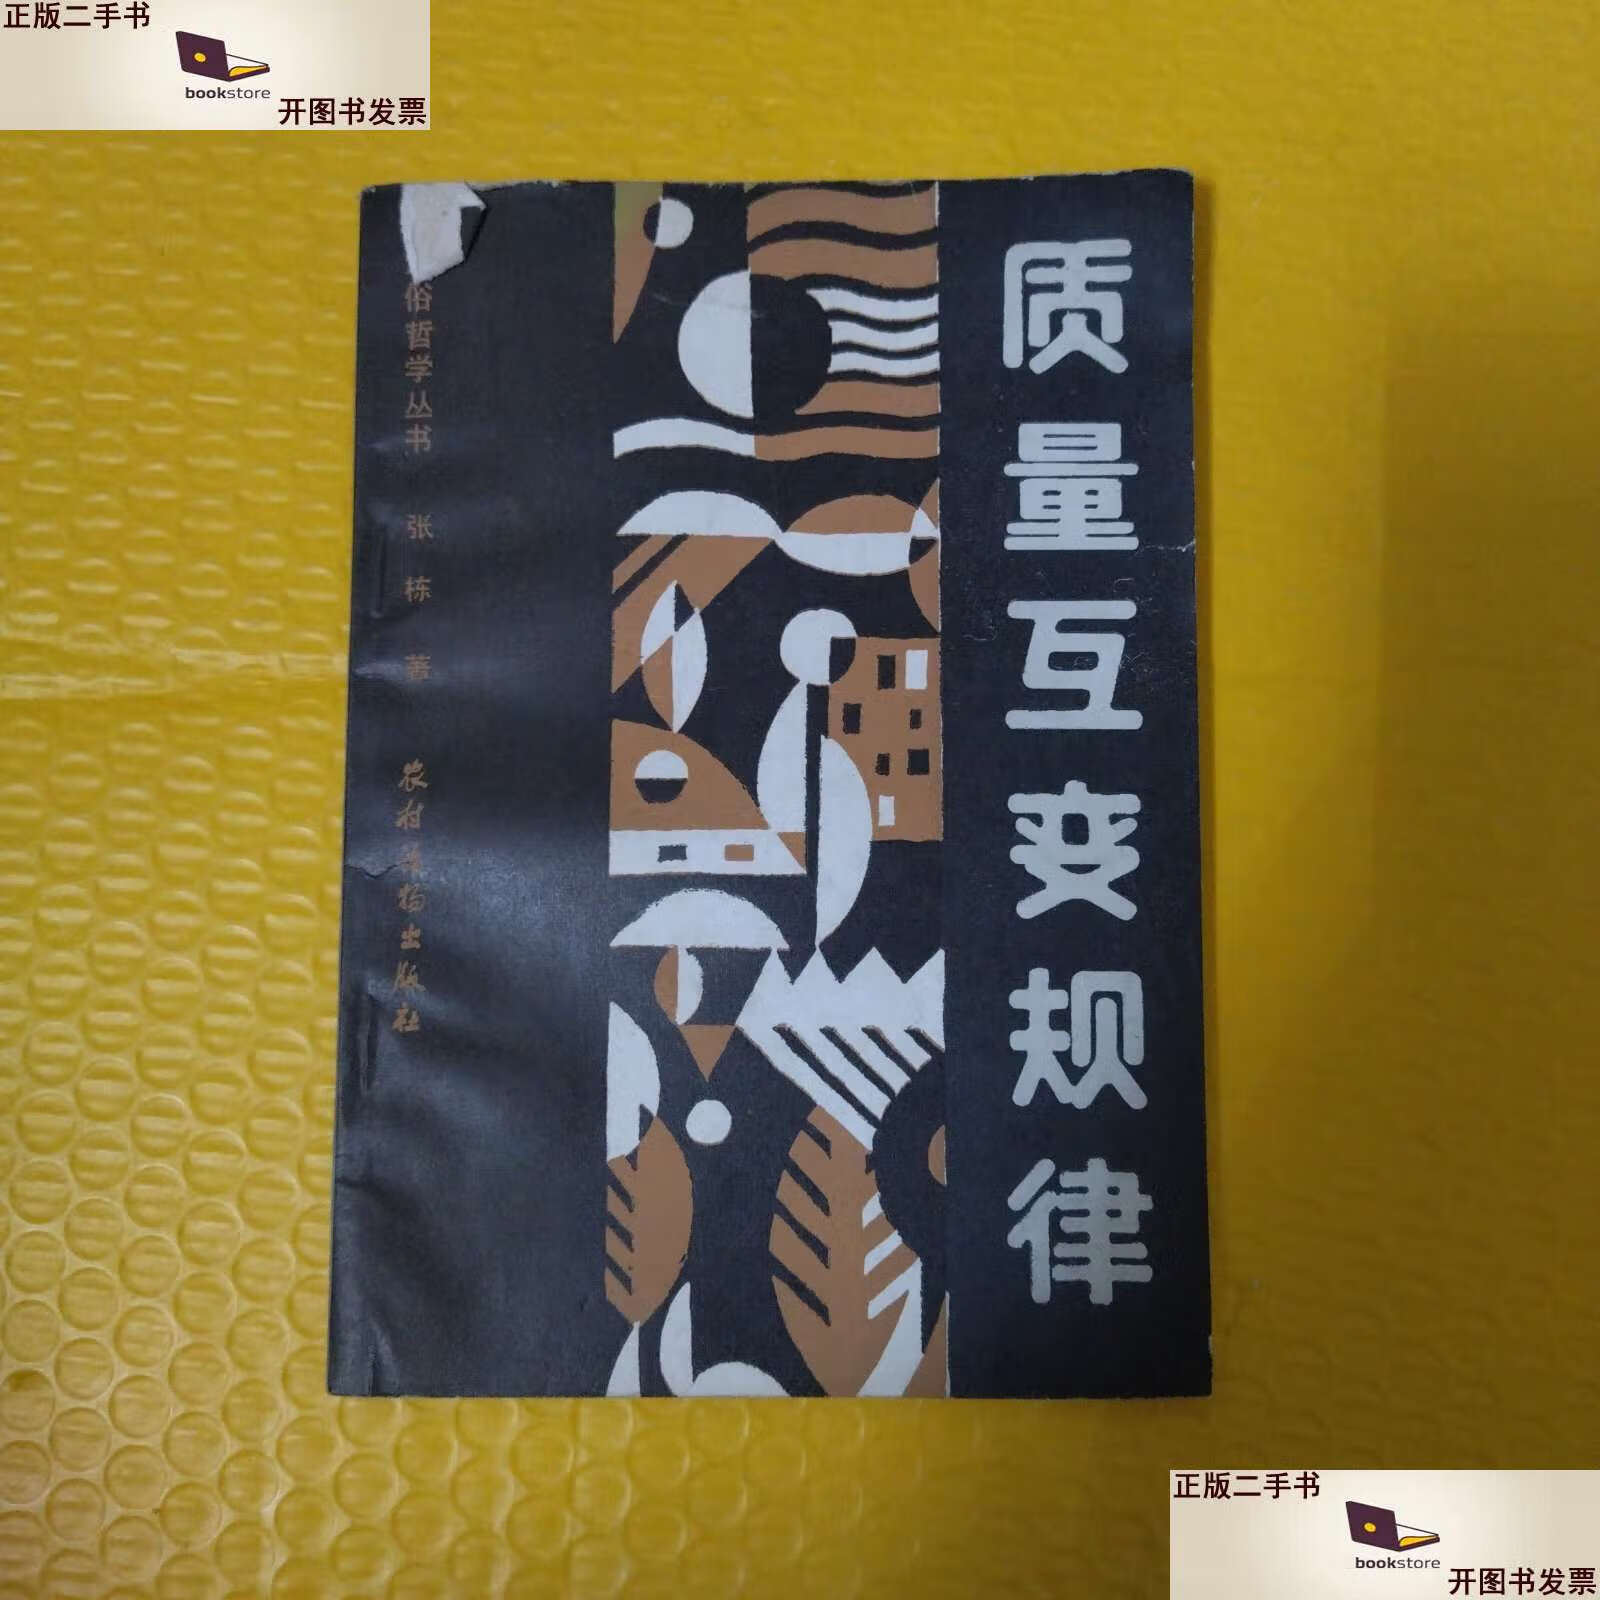 正版二手书
bookstore
开图书发票
质量互变规律
俗哲学丛书 张栋 著 农村读物出版社
正版二手书
bookstore
开图书发票